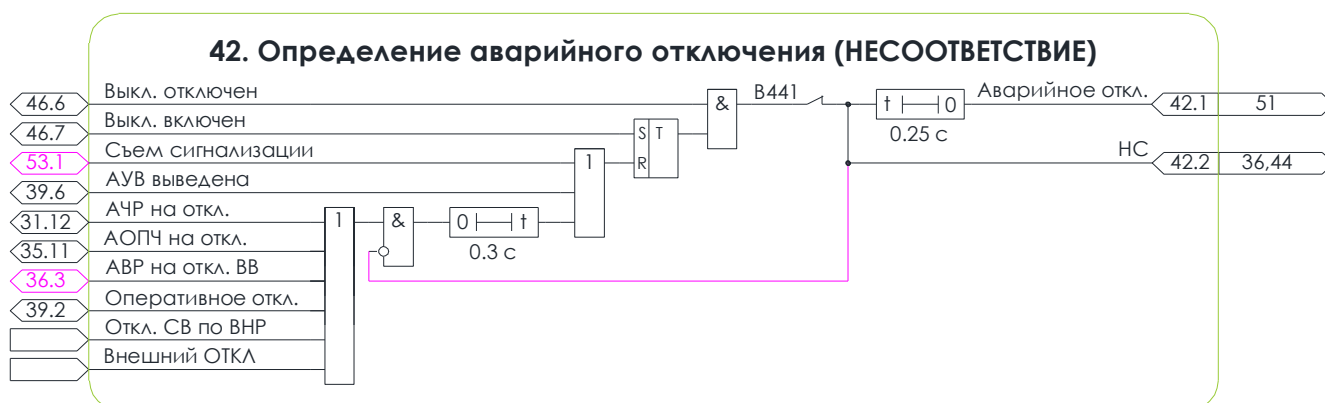 42. Определение аварийного отключения (НЕСООТВЕТСТВИЕ)
46.6 Выкл. отключен & B441 t 0 Аварийное откл. 42.1 51
0.25 с
46.7 Выкл. включен S T
53.1 Съем сигнализации 1 R НС 42.2 36,44
39.6 АУВ выведена
31.12 АЧР на откл. 1 & 0 t
0.3 с
35.11 АОПЧ на откл.
36.3 АВР на откл. ВВ
39.2 Оперативное откл.
Откл. СВ по ВНР
Внешний ОТКЛ